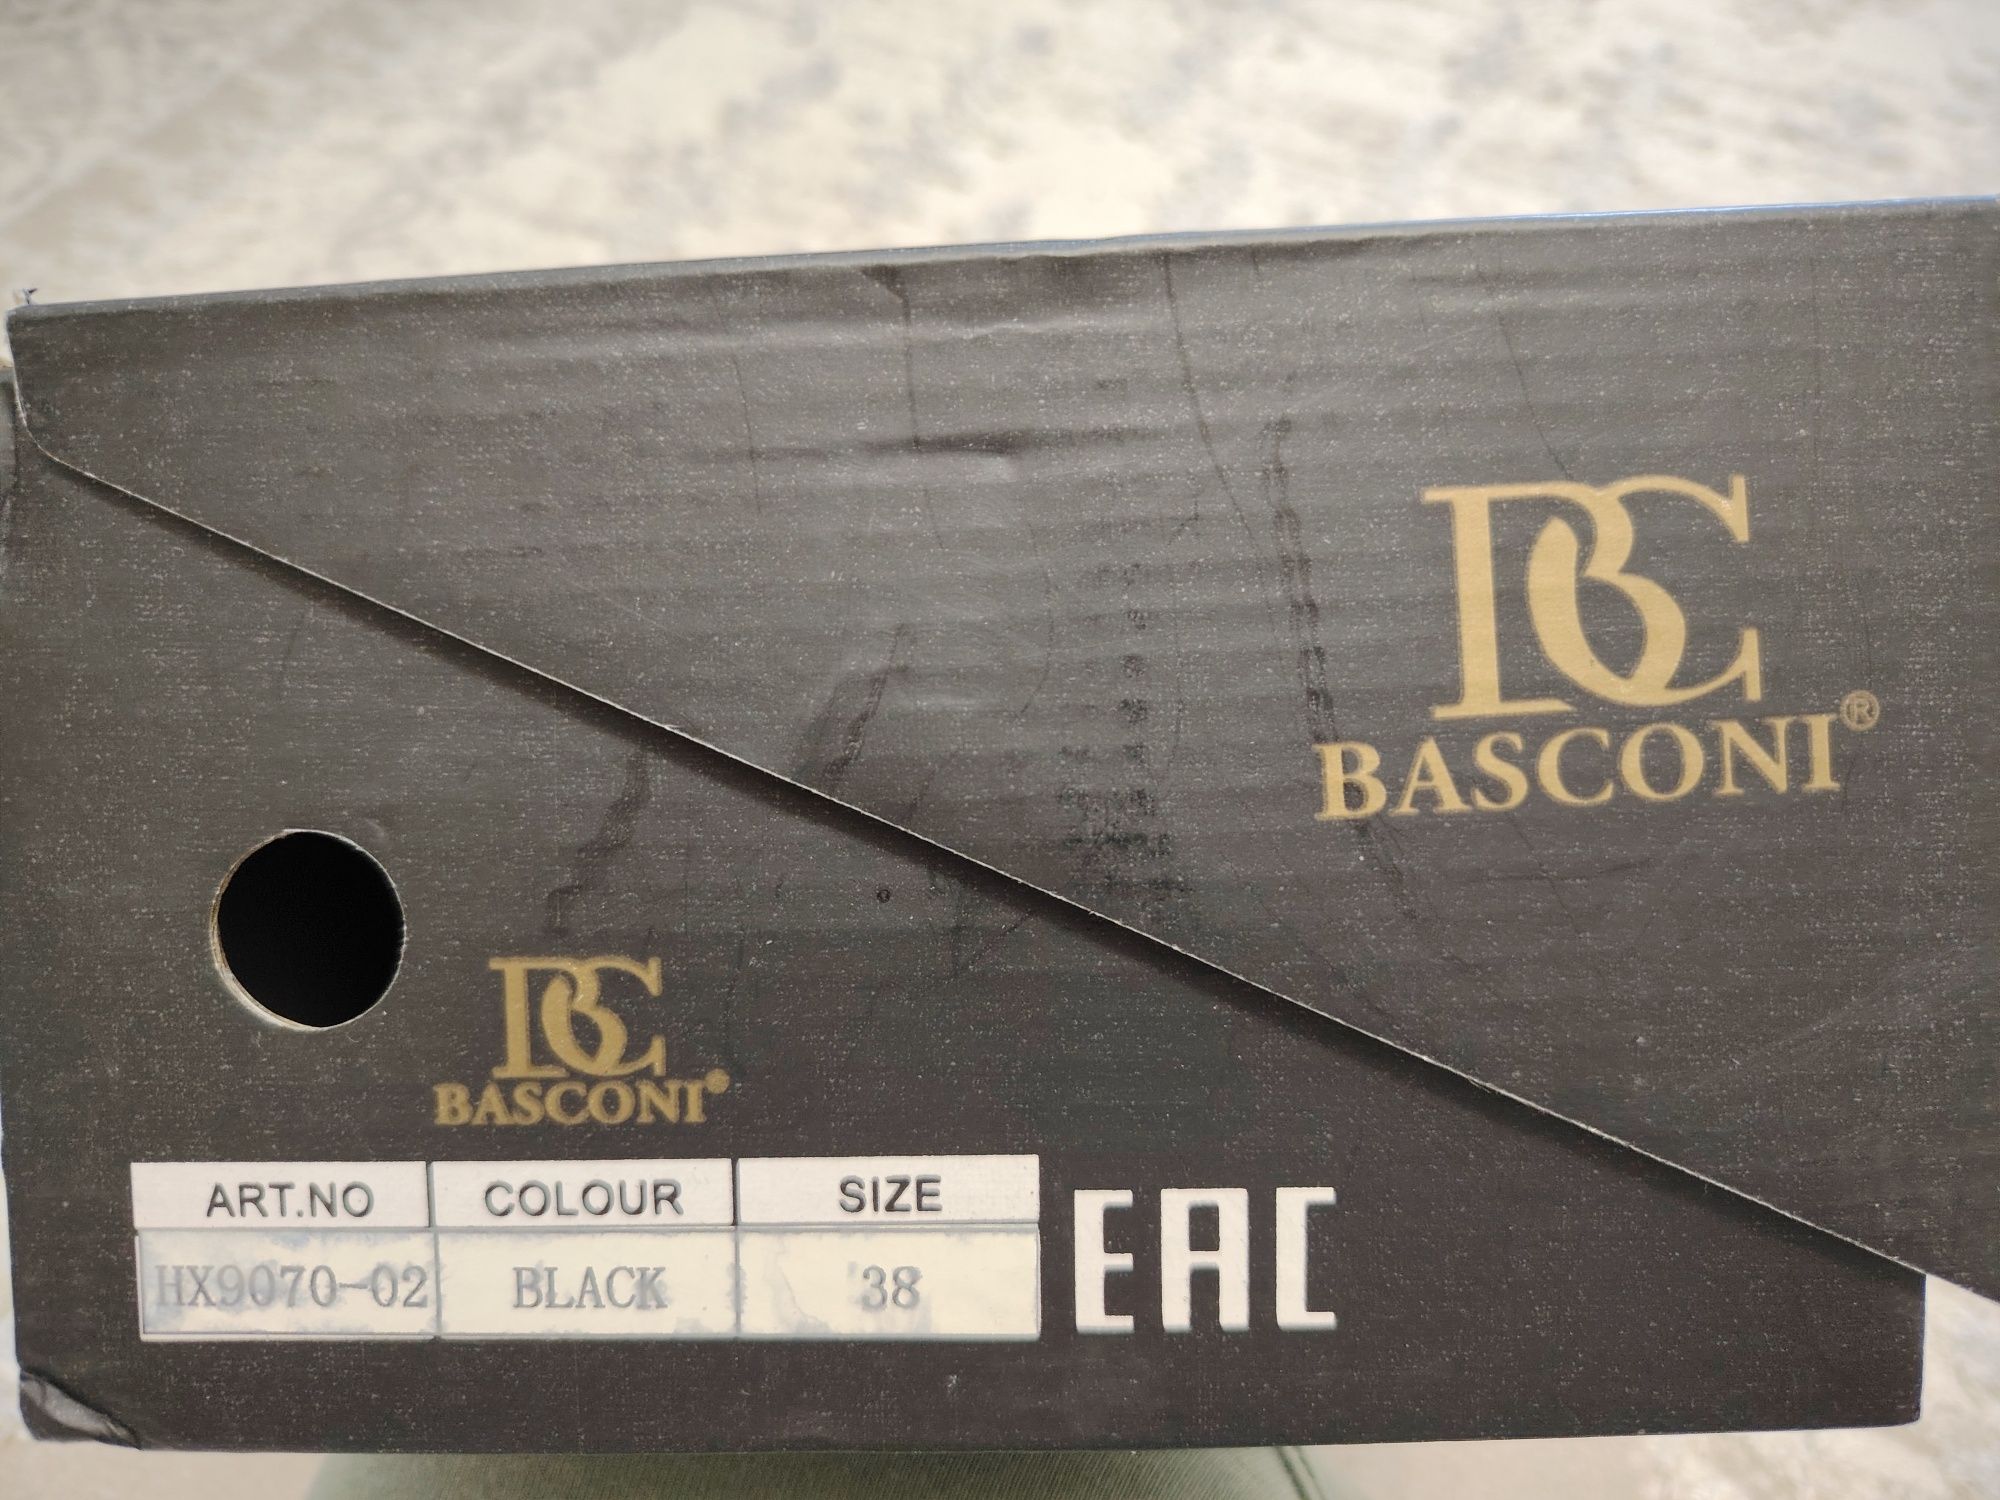 BC
BASCONI®
BC
BASCONI®
ART.NO COLOUR SIZE
HX9070-02 BLACK 38
EAC